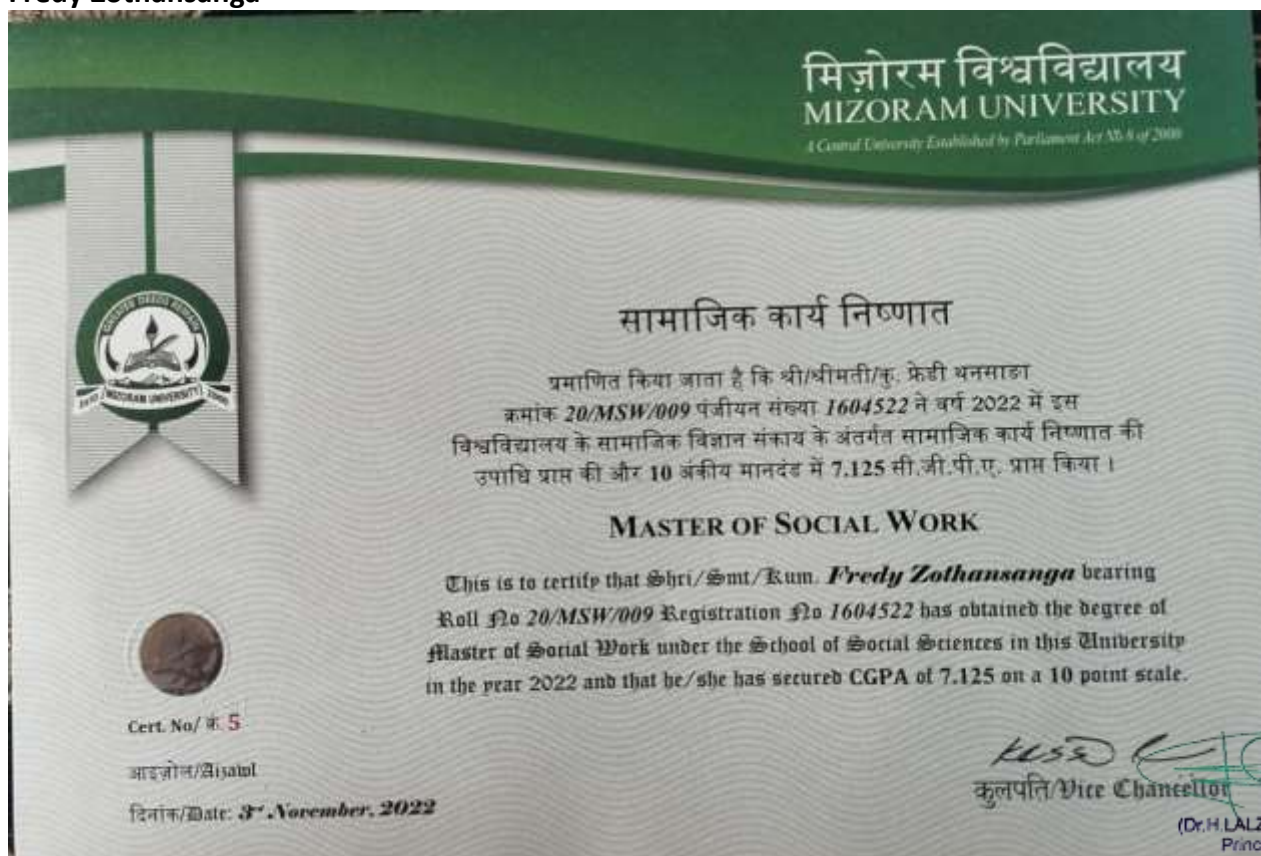 Fredy Zothansanga
मिज़ोरम विश्वविद्यालय
MIZORAM UNIVERSITY
A Central University Established by Parliament Act No 8 of 2000
MIZORAM UNIVERSITY
सामाजिक कार्य निष्णात
प्रमाणित किया जाता है कि श्री/श्रीमती/कु. फ्रेडी थनसाङा
क्रमांक 20/MSW/009 पंजीयन संख्या 1604522 ने वर्ष 2022 में इस
विश्वविद्यालय के सामाजिक विज्ञान संकाय के अंतर्गत सामाजिक कार्य निष्णात की
उपाधि प्राप्त की और 10 अंकीय मानदंड में 7.125 सी.जी.पी.ए. प्राप्त किया ।
MASTER OF SOCIAL WORK
This is to certify that Shri/Smt/Kum. Fredy Zothansanga bearing
Roll No 20/MSW/009 Registration No 1604522 has obtained the degree of
Master of Social Work under the School of Social Sciences in this University
in the year 2022 and that he/she has secured CGPA of 7.125 on a 10 point scale.
Cert. No/ क्रं. 5
आइज़ोल/Aizawl
दिनांक/Date: 3rd November, 2022
कुलपति/Vice Chancellor
(Dr.H.LALZ
Princ